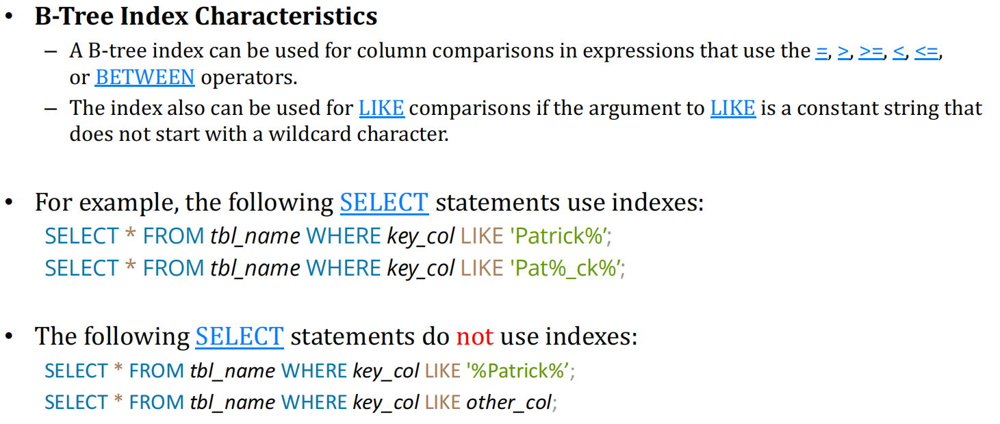 • B-Tree Index Characteristics
– A B-tree index can be used for column comparisons in expressions that use the =, >, >=, <, <=,
or BETWEEN operators.
– The index also can be used for LIKE comparisons if the argument to LIKE is a constant string that
does not start with a wildcard character.
• For example, the following SELECT statements use indexes:
SELECT * FROM tbl_name WHERE key_col LIKE 'Patrick%’;
SELECT * FROM tbl_name WHERE key_col LIKE 'Pat%_ck%’;
• The following SELECT statements do not use indexes:
SELECT * FROM tbl_name WHERE key_col LIKE '%Patrick%’;
SELECT * FROM tbl_name WHERE key_col LIKE other_col;